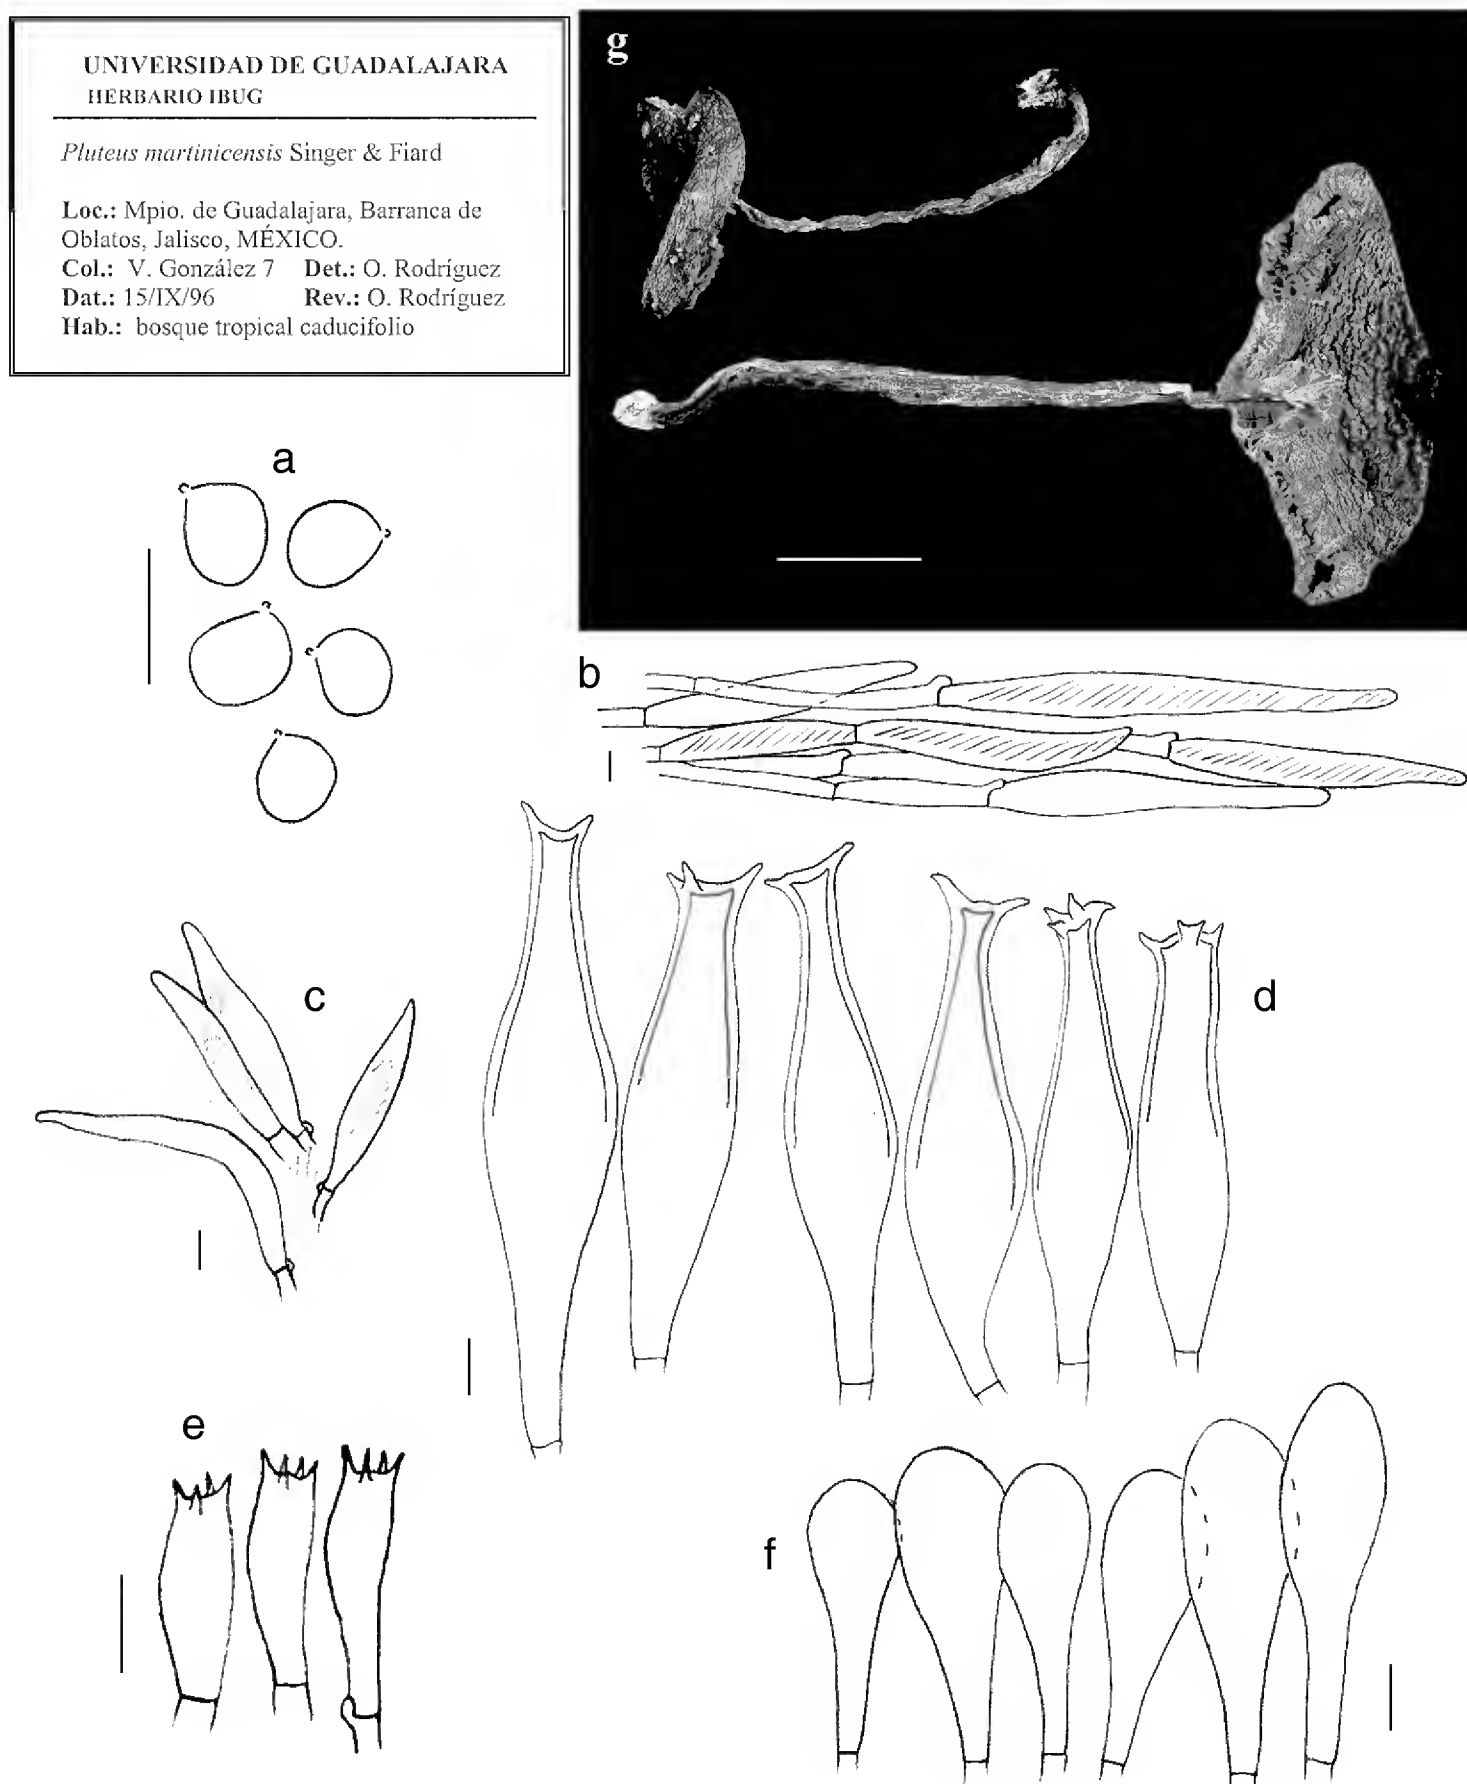 UNIVERSIDAD DE GUADALAJARA
HERBARIO IBUG
Pluteus martinicensis Singer & Fiard
Loc.: Mpio. de Guadalajara, Barranca de
Oblatos, Jalisco, MÉXICO.
Col.: V. González 7 Det.: O. Rodríguez
Dat.: 15/IX/96 Rev.: O. Rodríguez
Hab.: bosque tropical caducifolio
g
a
b
c
d
e
f